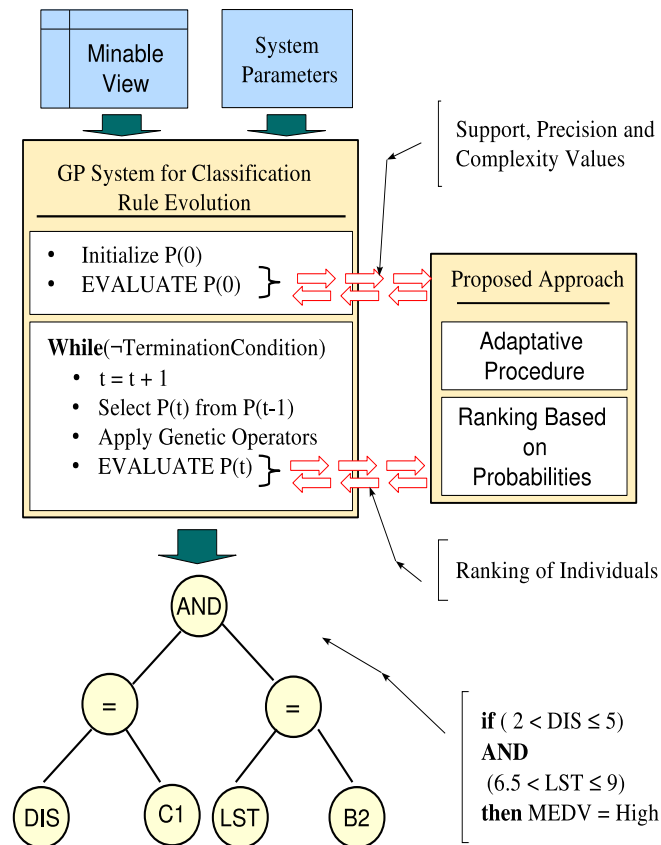 Minable
View
System
Parameters
Support, Precision and
Complexity Values
GP System for Classification
Rule Evolution
• Initialize P(0)
• EVALUATE P(0)
Proposed Approach
Adaptative
Procedure
Ranking Based
on
Probabilities
While(¬TerminationCondition)
• t = t + 1
• Select P(t) from P(t-1)
• Apply Genetic Operators
• EVALUATE P(t)
Ranking of Individuals
AND
=
=
DIS
C1
LST
B2
if ( 2 < DIS ≤ 5)
AND
(6.5 < LST ≤ 9)
then MEDV = High